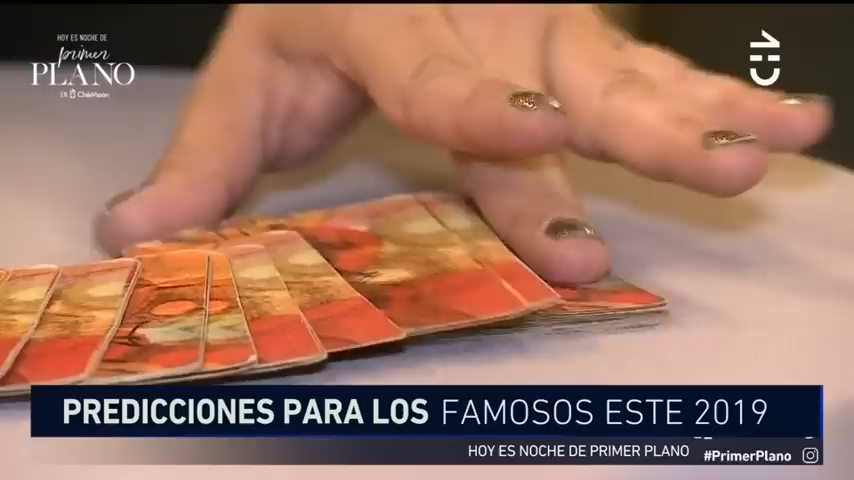 HOY ES NOCHE DE
primer
PLANO
EN Chilevisión
CH
PREDICCIONES PARA LOS FAMOSOS ESTE 2019
HOY ES NOCHE DE PRIMER PLANO
#PrimerPlano